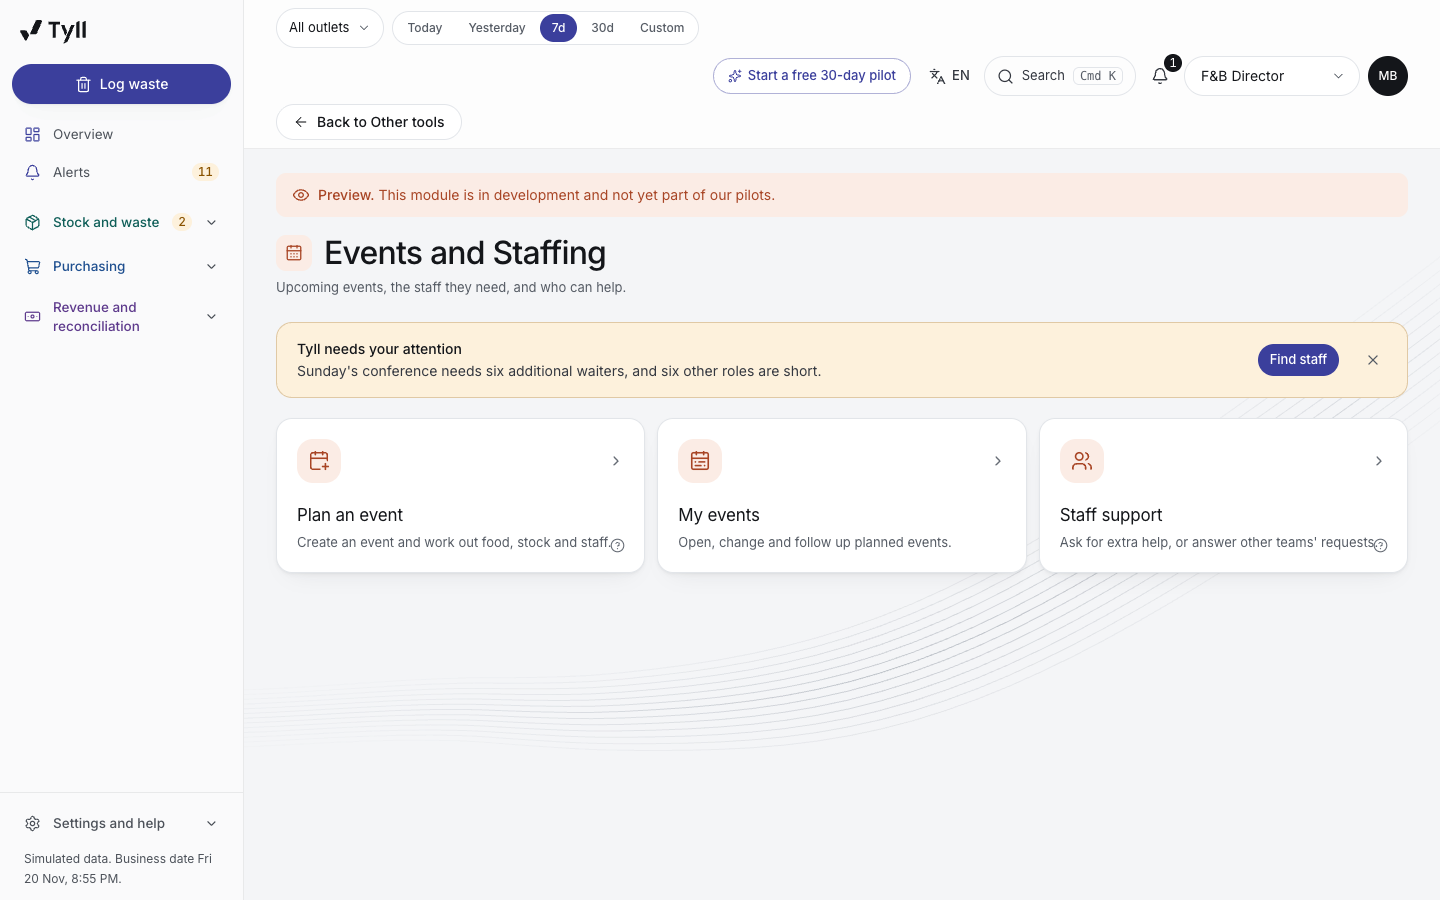 Tyll
Log waste
Overview
Alerts 11
Stock and waste 2
Purchasing
Revenue and
reconciliation
Settings and help
Simulated data. Business date Fri
20 Nov, 8:55 PM.
All outlets
Today Yesterday 7d 30d Custom
Start a free 30-day pilot
EN
Search Cmd K
1
F&B Director
MB
Back to Other tools
Preview. This module is in development and not yet part of our pilots.
Events and Staffing
Upcoming events, the staff they need, and who can help.
Tyll needs your attention
Sunday's conference needs six additional waiters, and six other roles are short.
Find staff
Plan an event
Create an event and work out food, stock and staff.
My events
Open, change and follow up planned events.
Staff support
Ask for extra help, or answer other teams' requests.